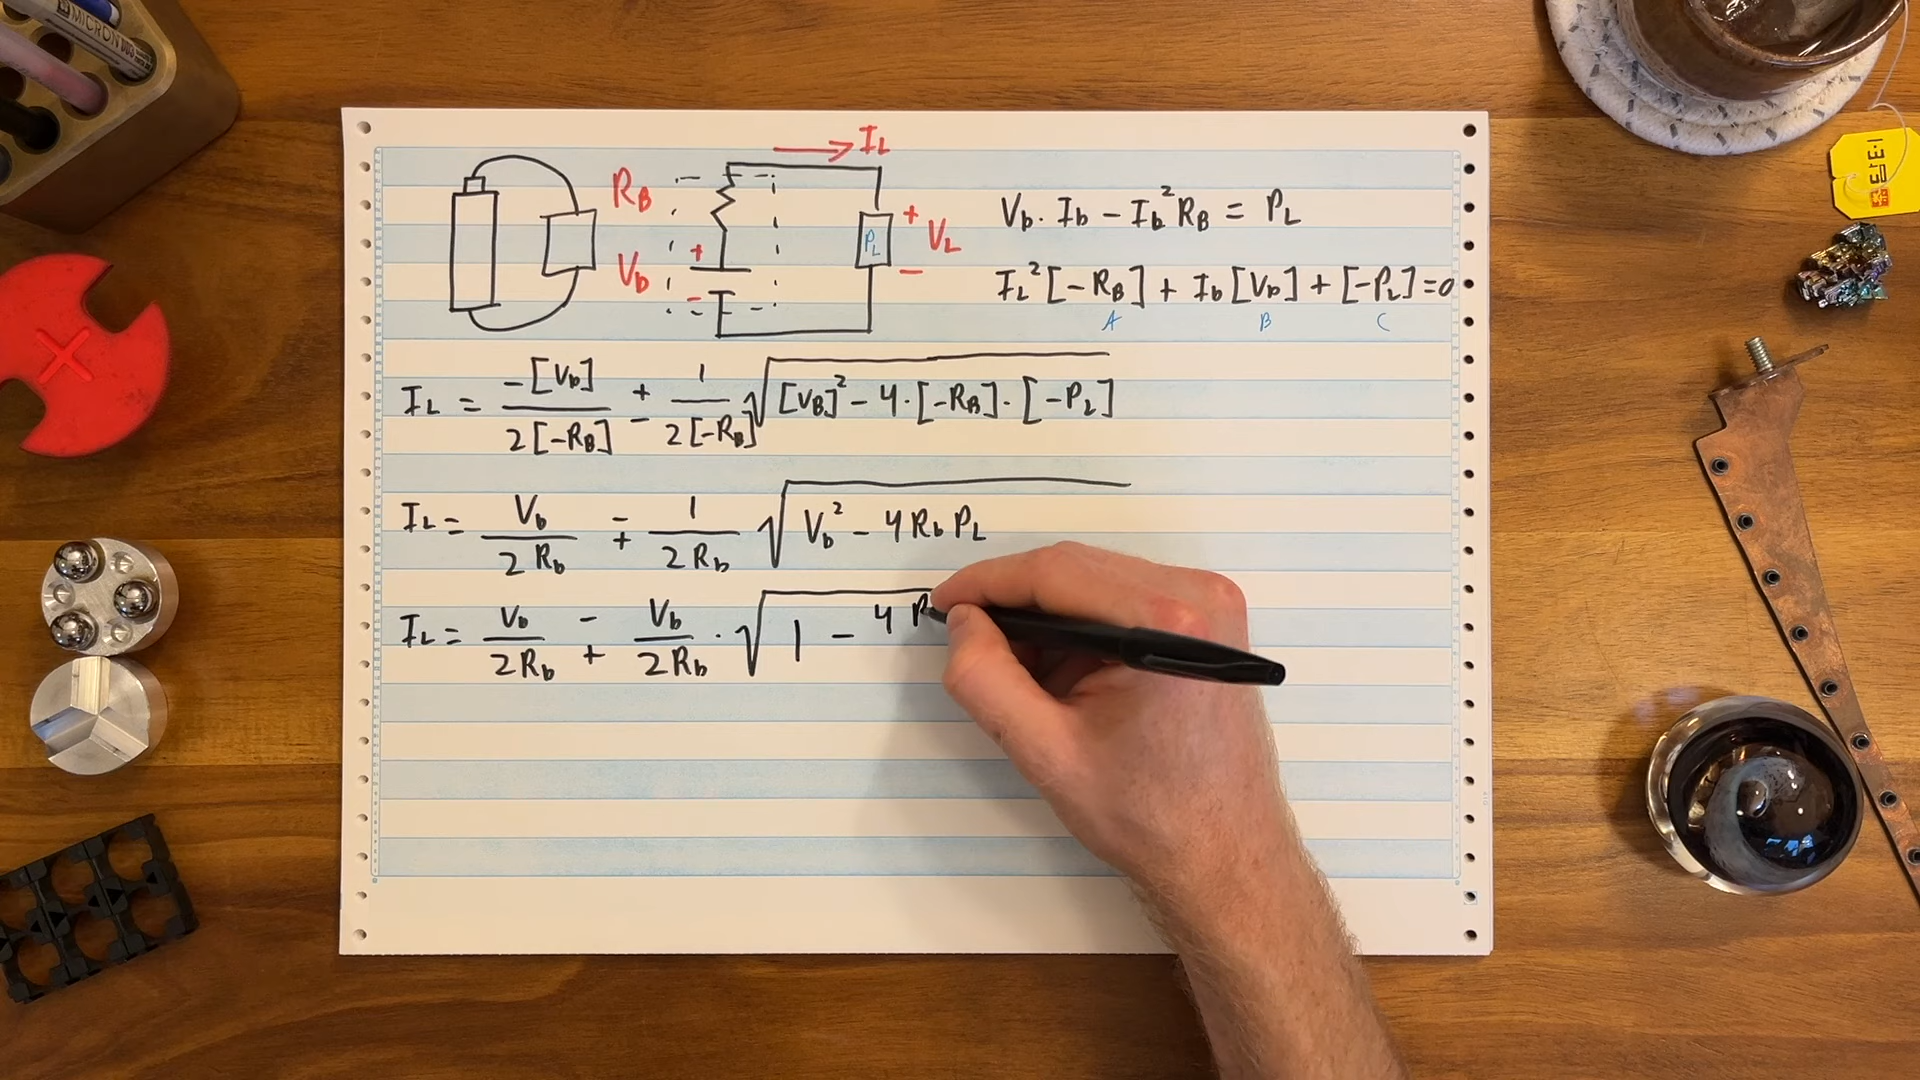 MICRON
I_L
R_B
V_b
+
-
P_L
+
V_L
-
V_b · I_b - I_b² R_B = P_L
I_L² [-R_B] + I_b [V_b] + [-P_L] = 0
A B C
I_L = -[V_b] / 2[-R_B] ± 1 / 2[-R_B] √([V_B]² - 4 · [-R_B] · [-P_L])
I_L = V_b / 2R_b ∓ 1 / 2R_b √(V_b² - 4 R_b P_L)
I_L = V_b / 2R_b ∓ V_b / 2R_b · √(1 - 4